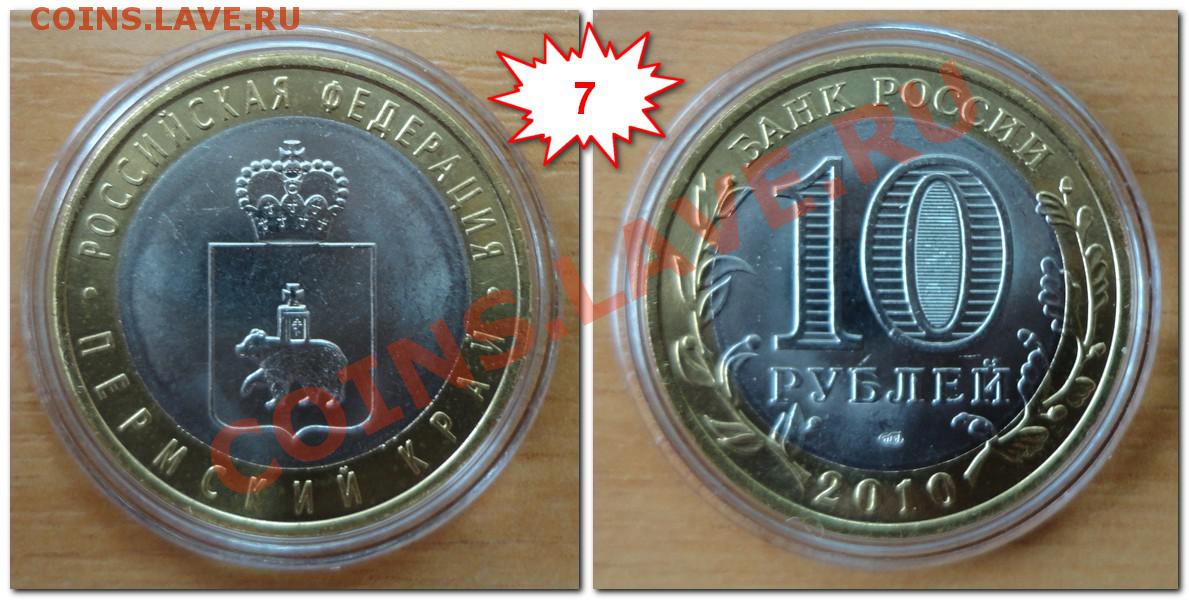 COINS.LAVE.RU
7
· РОССИЙСКАЯ ФЕДЕРАЦИЯ ·
ПЕРМСКИЙ КРАЙ
БАНК РОССИИ
10
РУБЛЕЙ
2010
COINS.LAVE.RU